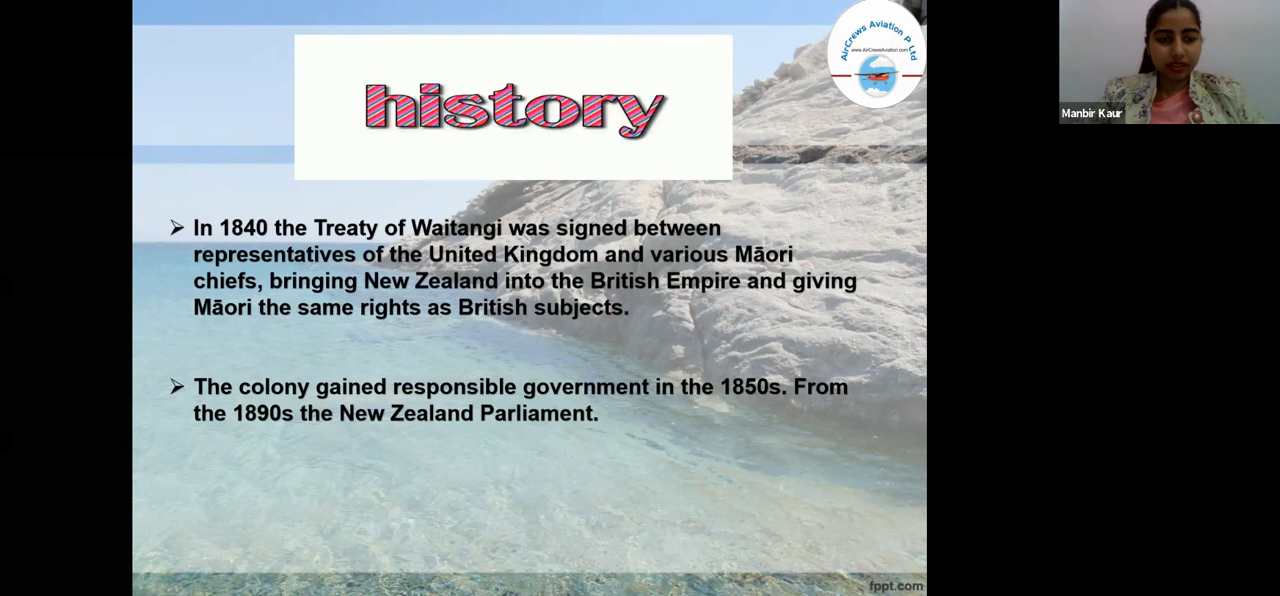 AirCrews Aviation P Ltd
www.AirCrewsAviation.com
history
Manbir Kaur
➢ In 1840 the Treaty of Waitangi was signed between
representatives of the United Kingdom and various Māori
chiefs, bringing New Zealand into the British Empire and giving
Māori the same rights as British subjects.
➢ The colony gained responsible government in the 1850s. From
the 1890s the New Zealand Parliament.
fppt.com